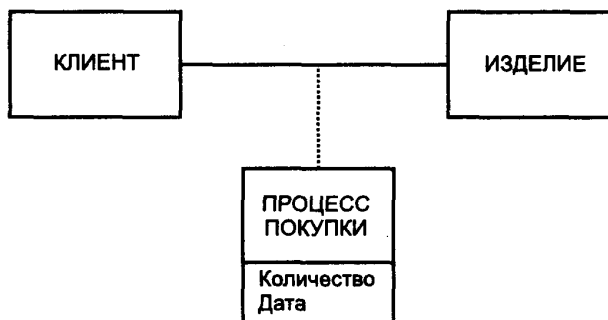 КЛИЕНТ
ИЗДЕЛИЕ
ПРОЦЕСС
ПОКУПКИ
Количество
Дата